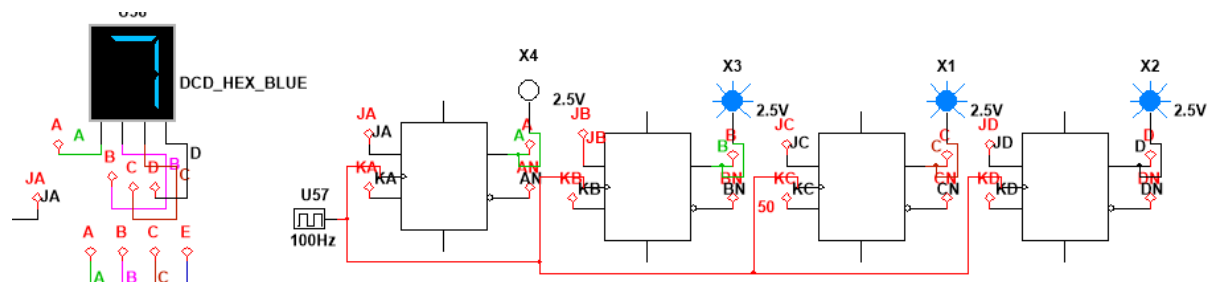 DCD_HEX_BLUE
A
A
B
C
D
B
D
C
JA
JA
A
B
C
E
A
B
C
U57
100Hz
JA
JA
KA
KA
X4
2.5V
A
A
AN
AN
JB
JB
KB
KB
X3
2.5V
B
B
BN
BN
50
JC
JC
KC
KC
X1
2.5V
C
C
CN
CN
JD
JD
KD
KD
X2
2.5V
D
D
DN
DN